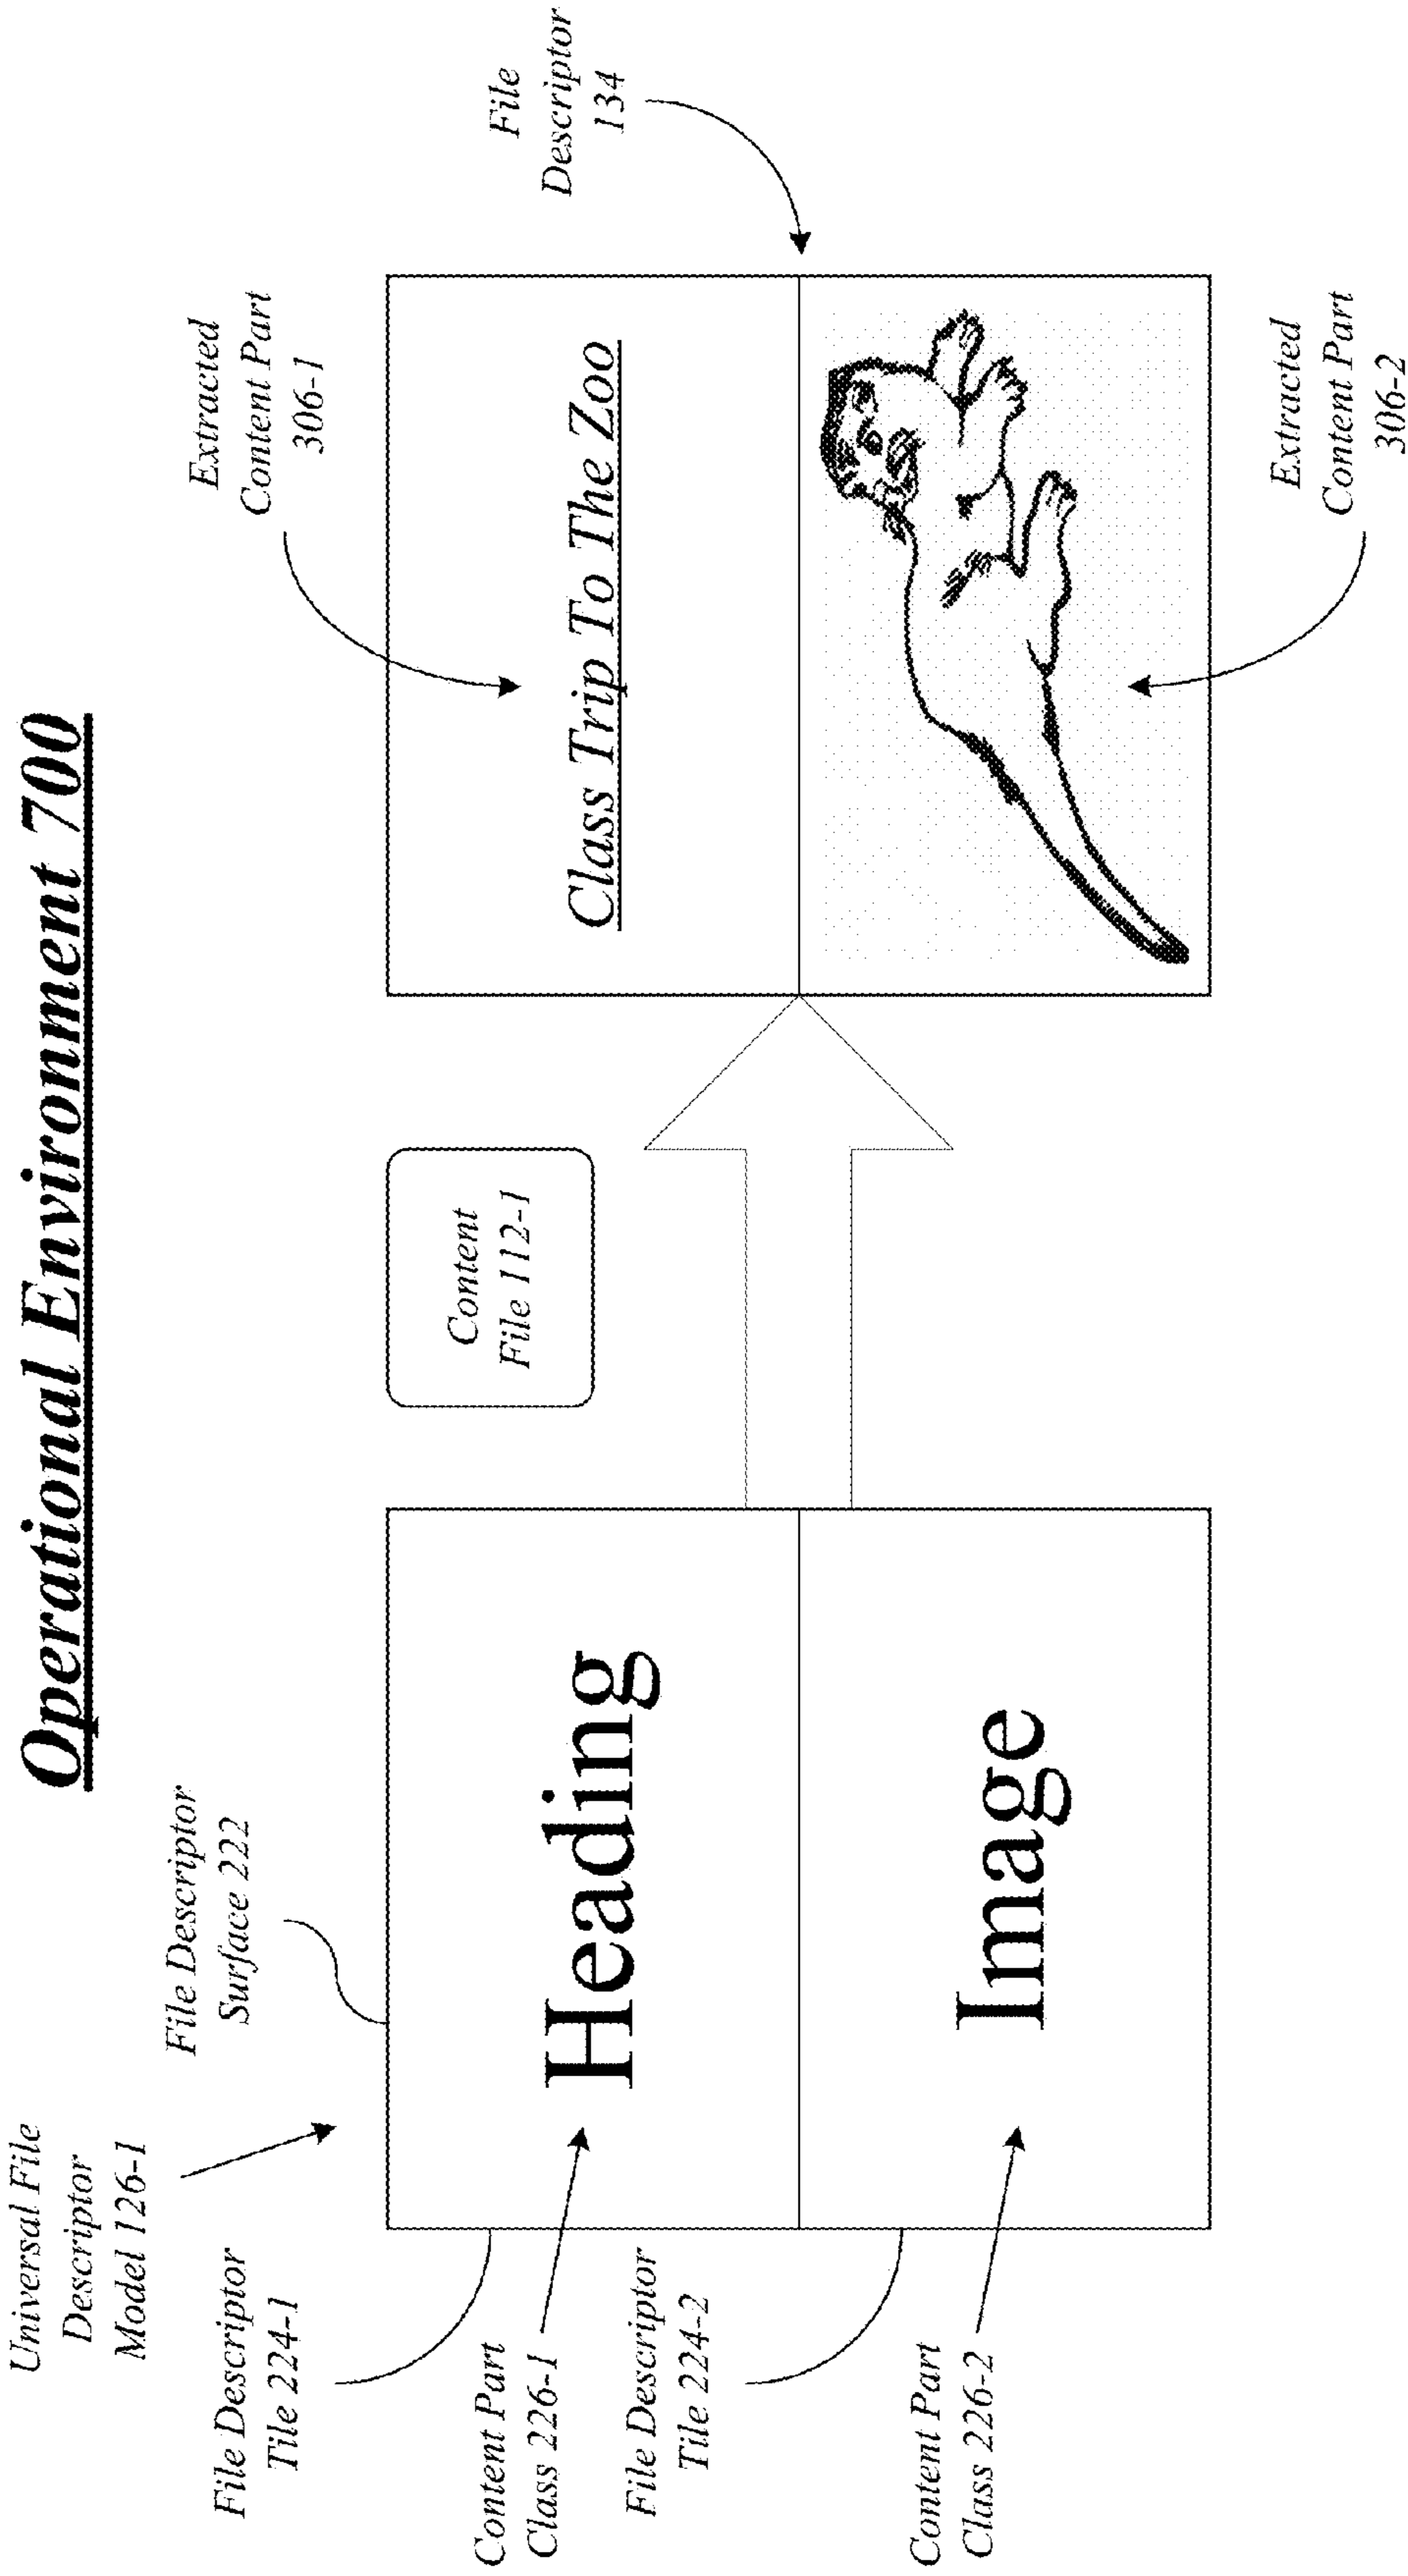 Operational Environment 700
Universal File
Descriptor
Model 126-1
File Descriptor
Surface 222
File Descriptor
Tile 224-1
Content Part
Class 226-1
File Descriptor
Tile 224-2
Content Part
Class 226-2
Heading
Image
Content
File 112-1
Extracted
Content Part
306-1
Class Trip To The Zoo
File
Descriptor
134
Extracted
Content Part
306-2